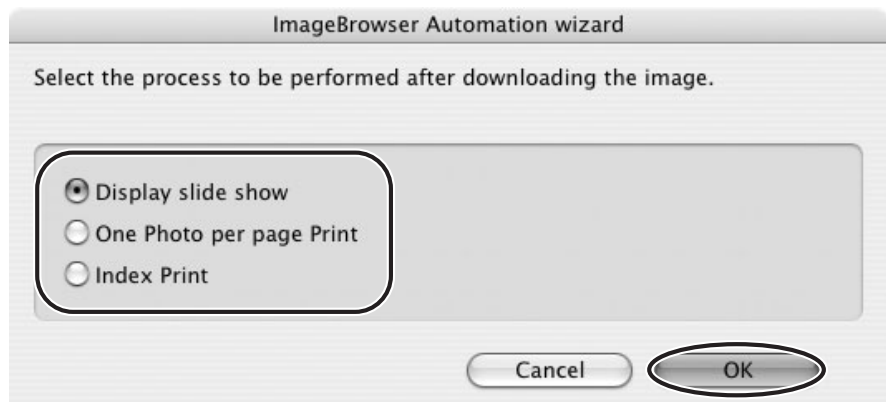 ImageBrowser Automation wizard
Select the process to be performed after downloading the image.
Display slide show
One Photo per page Print
Index Print
Cancel OK